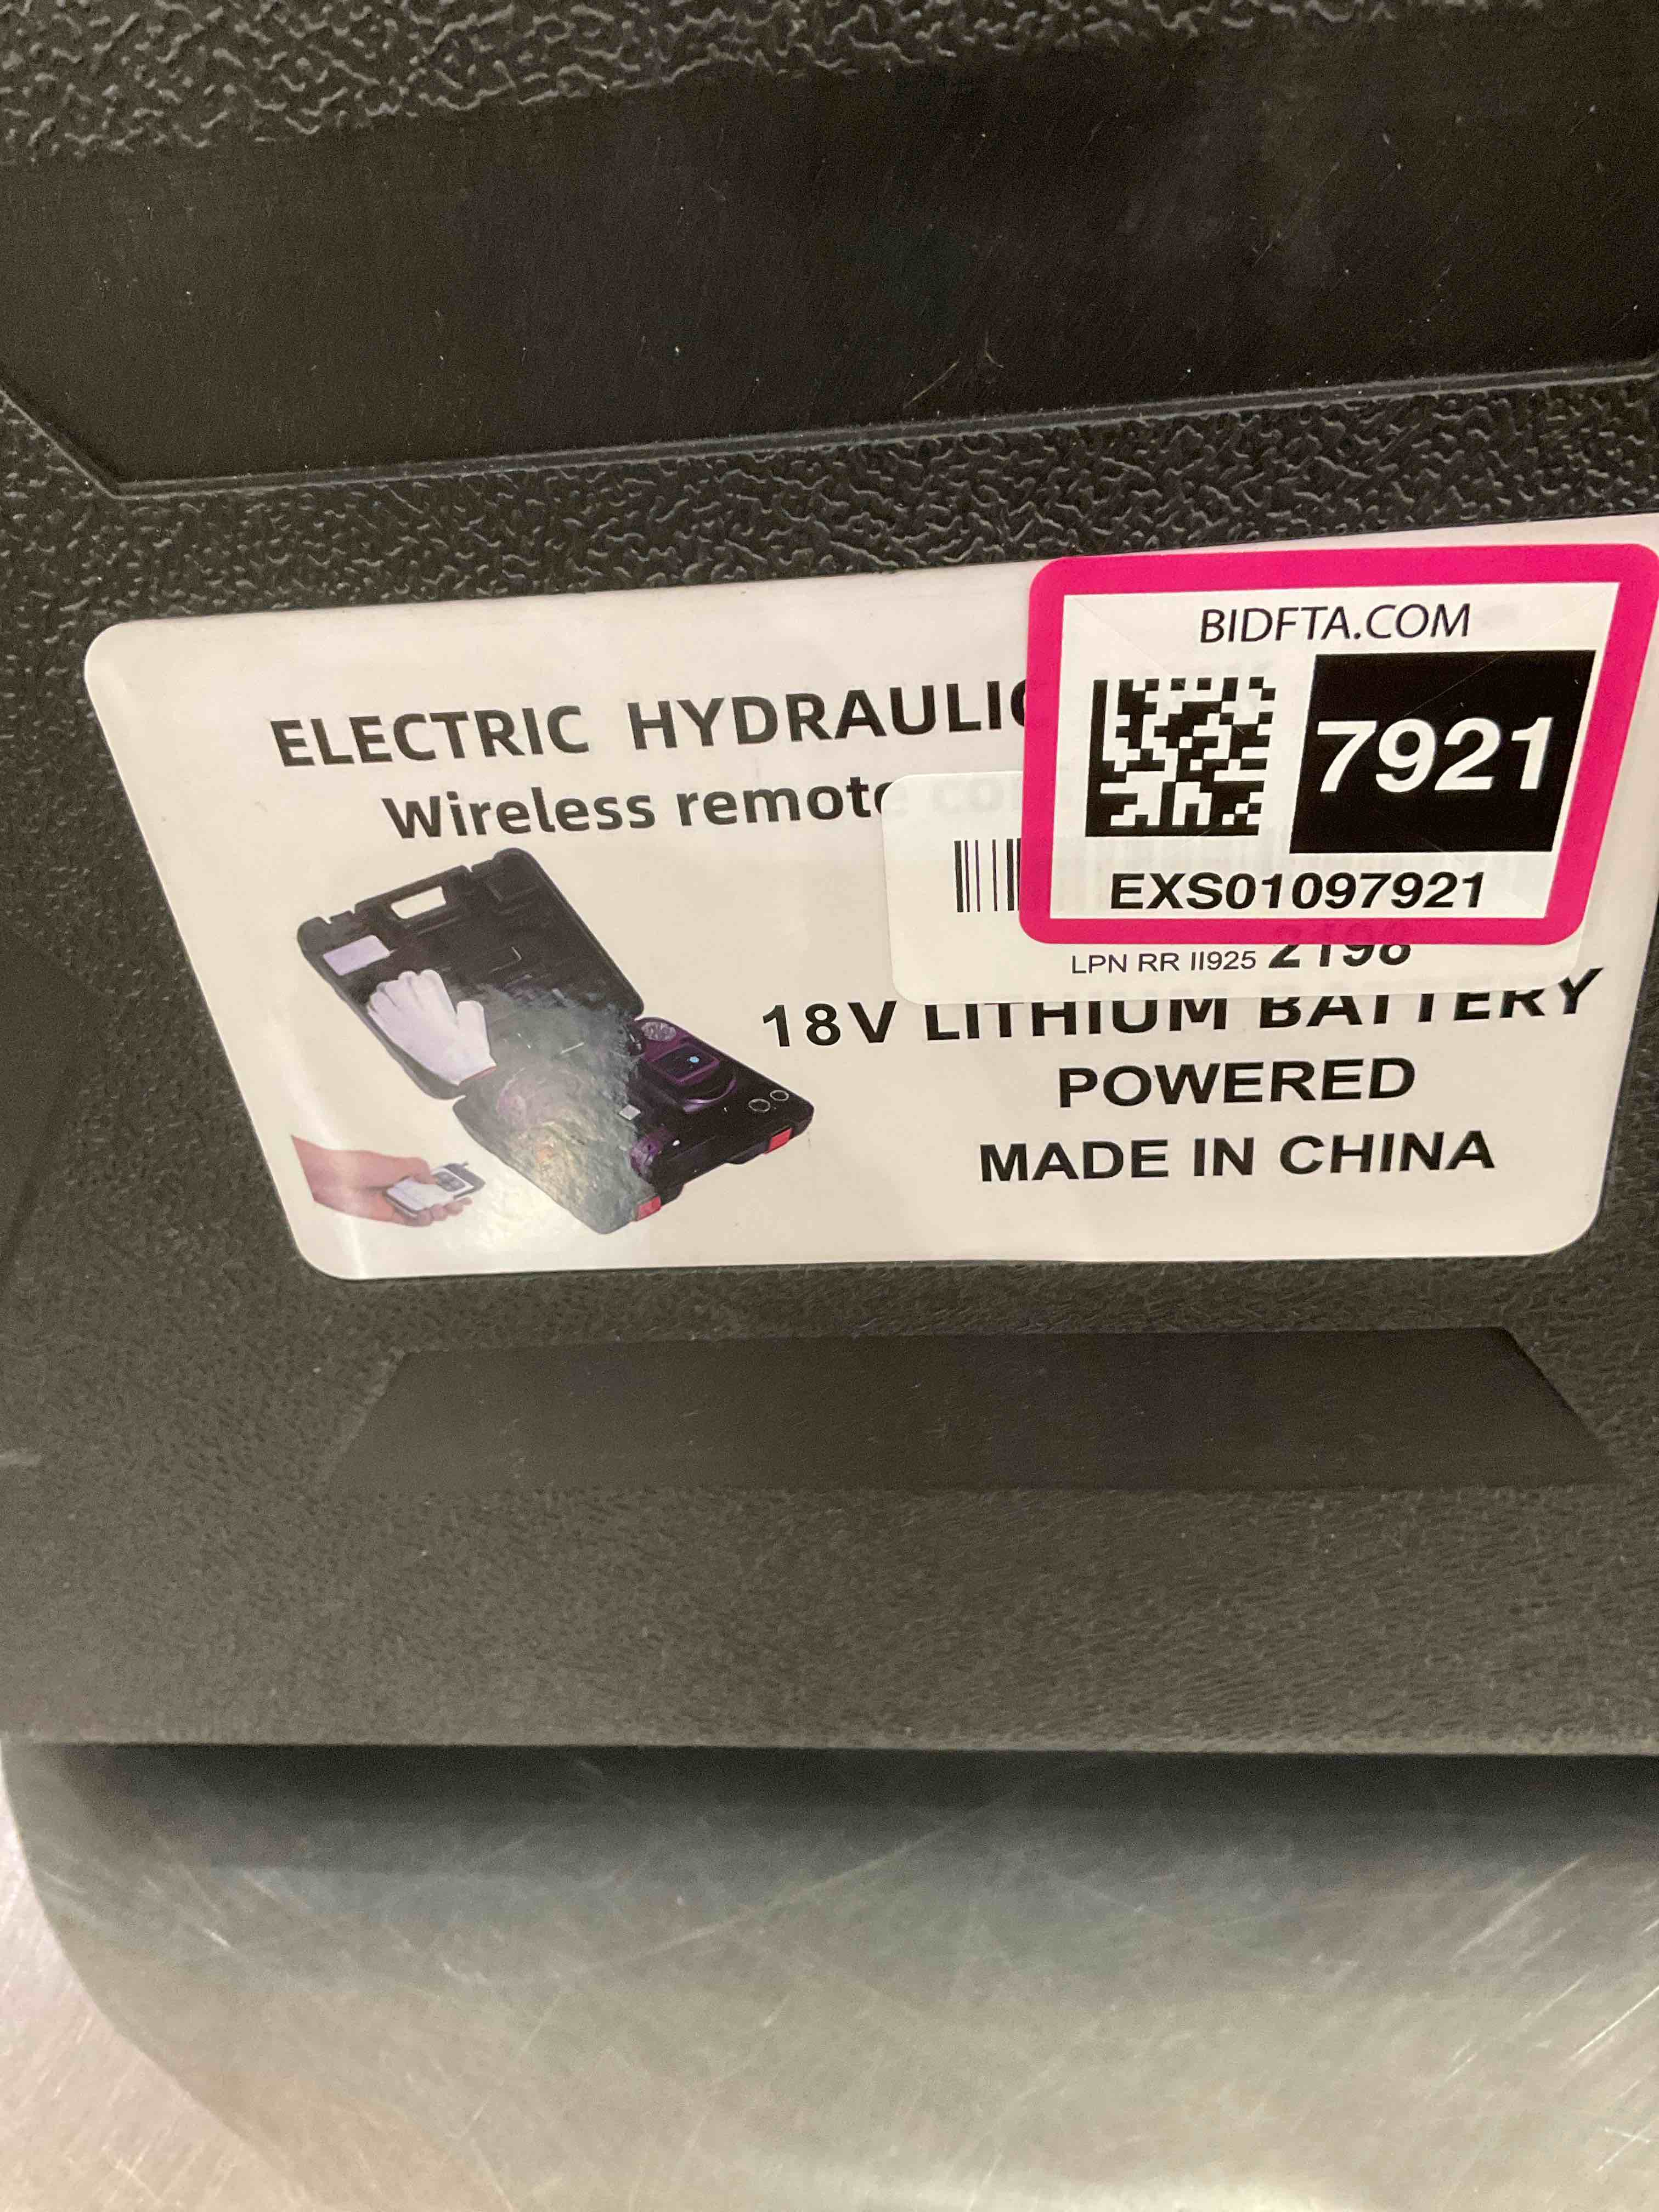 BIDFTA.COM
7921
EXS01097921
ELECTRIC HYDRAULIC
Wireless remote
LPN RR II925 2198
18V LITHIUM BATTERY
POWERED
MADE IN CHINA